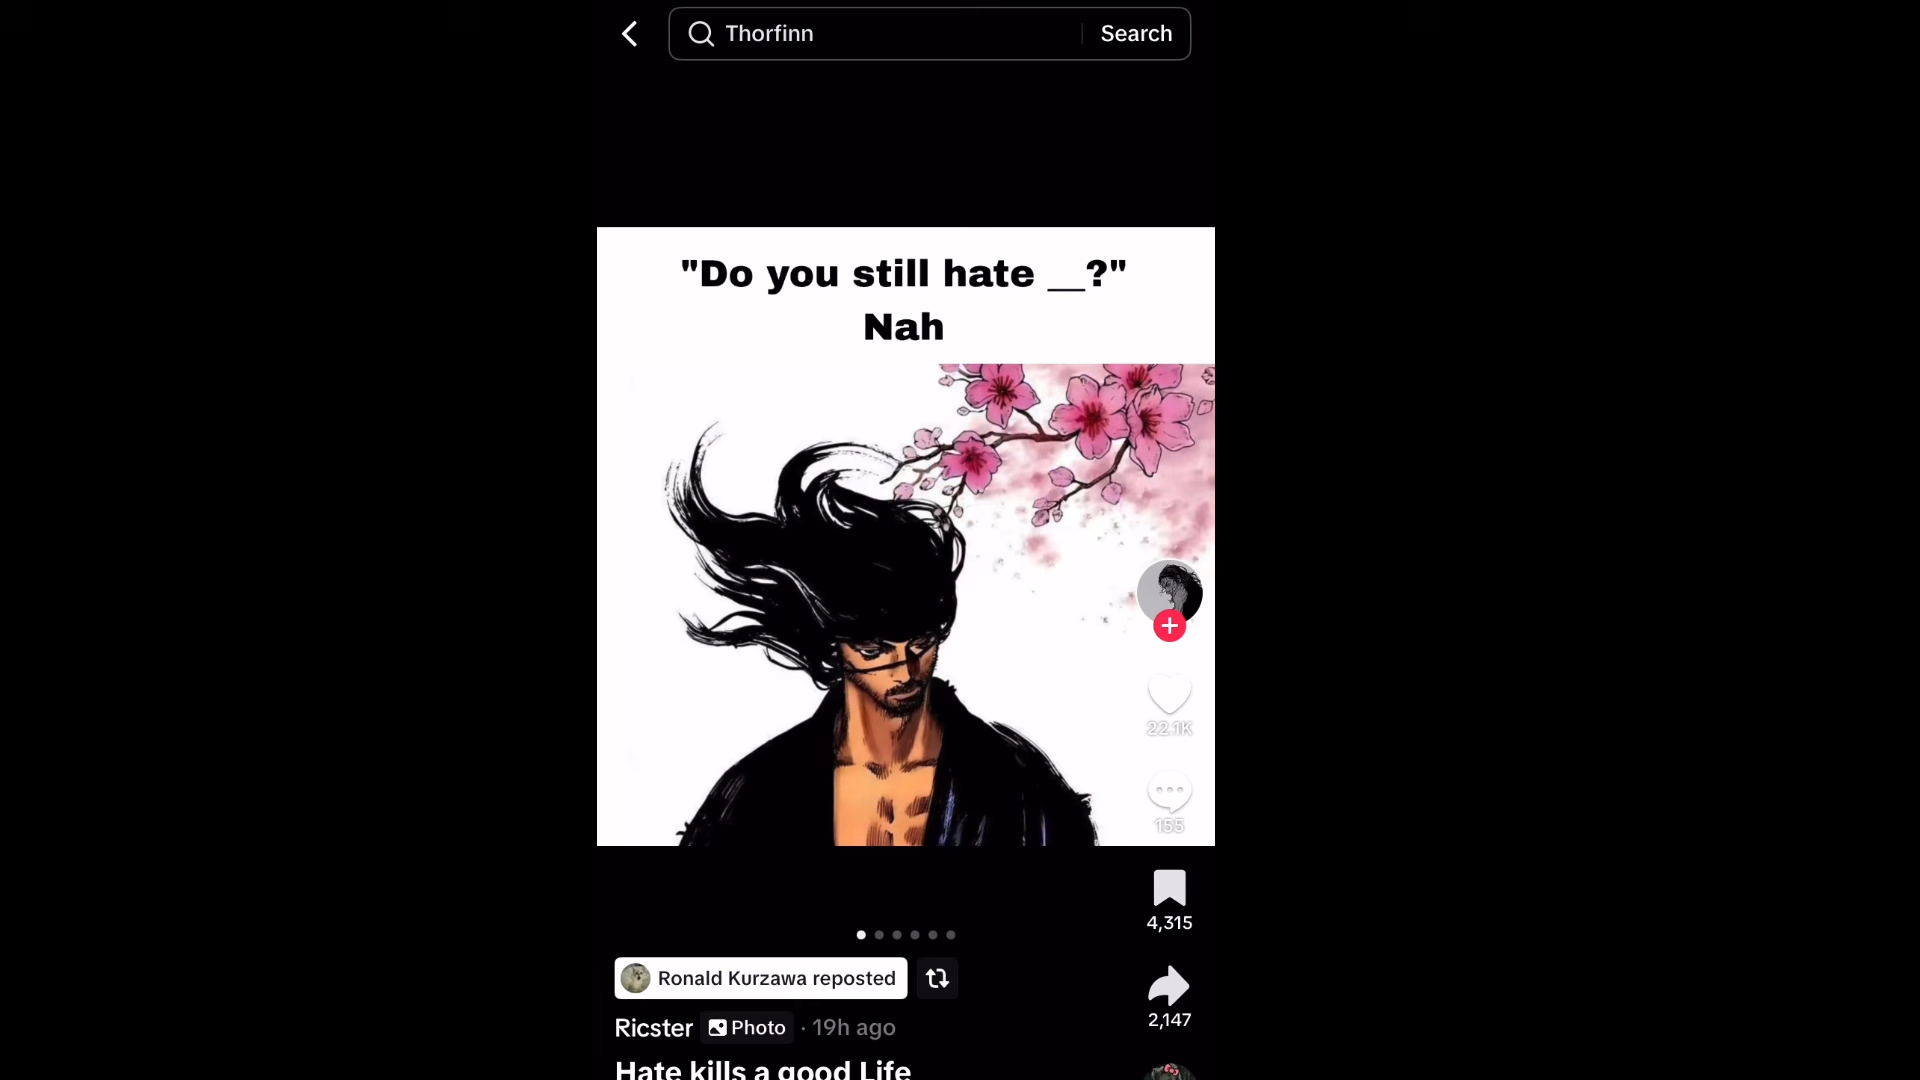 Thorfinn
Search
"Do you still hate __?"
Nah
22.1K
155
4,315
2,147
Ronald Kurzawa reposted
Ricster Photo · 19h ago
Hate kills a good Life